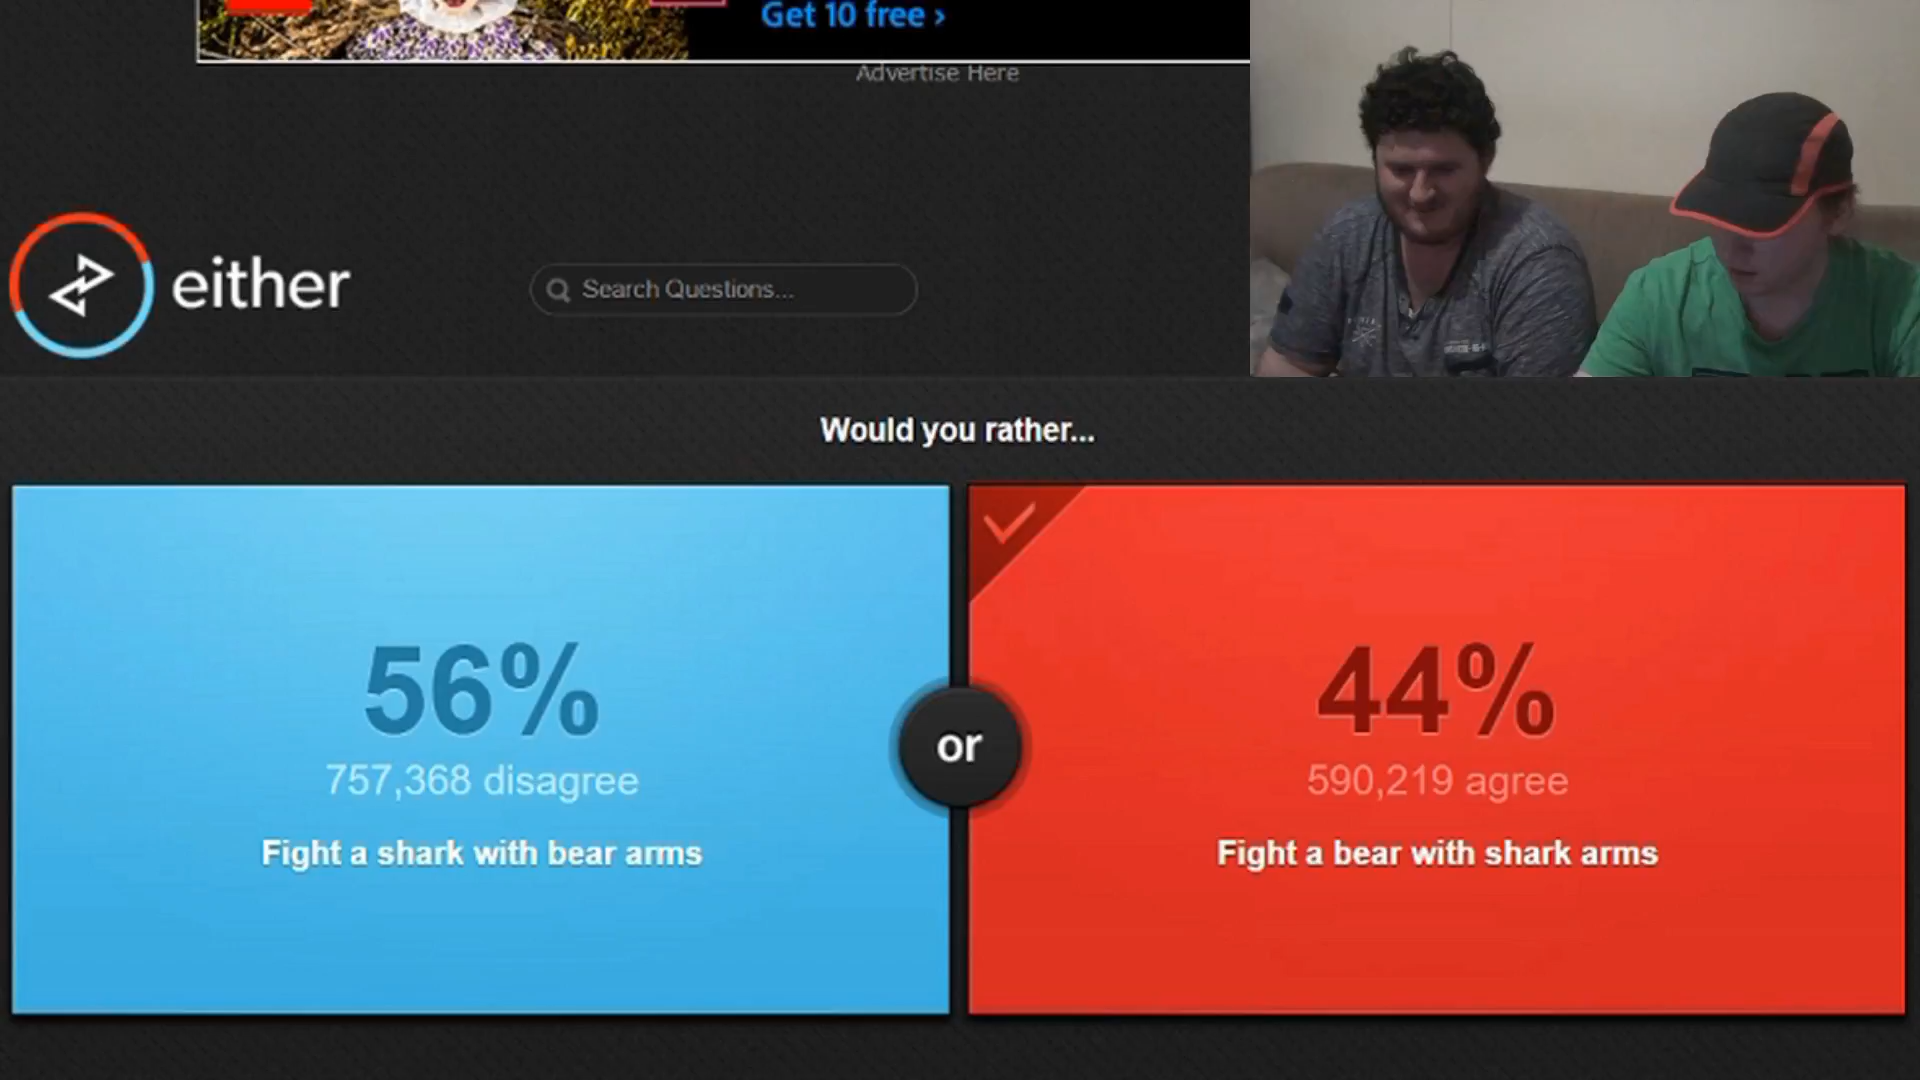 Get 10 free ›
Advertise Here
either
Search Questions...
Would you rather...
56%
757,368 disagree
Fight a shark with bear arms
or
44%
590,219 agree
Fight a bear with shark arms